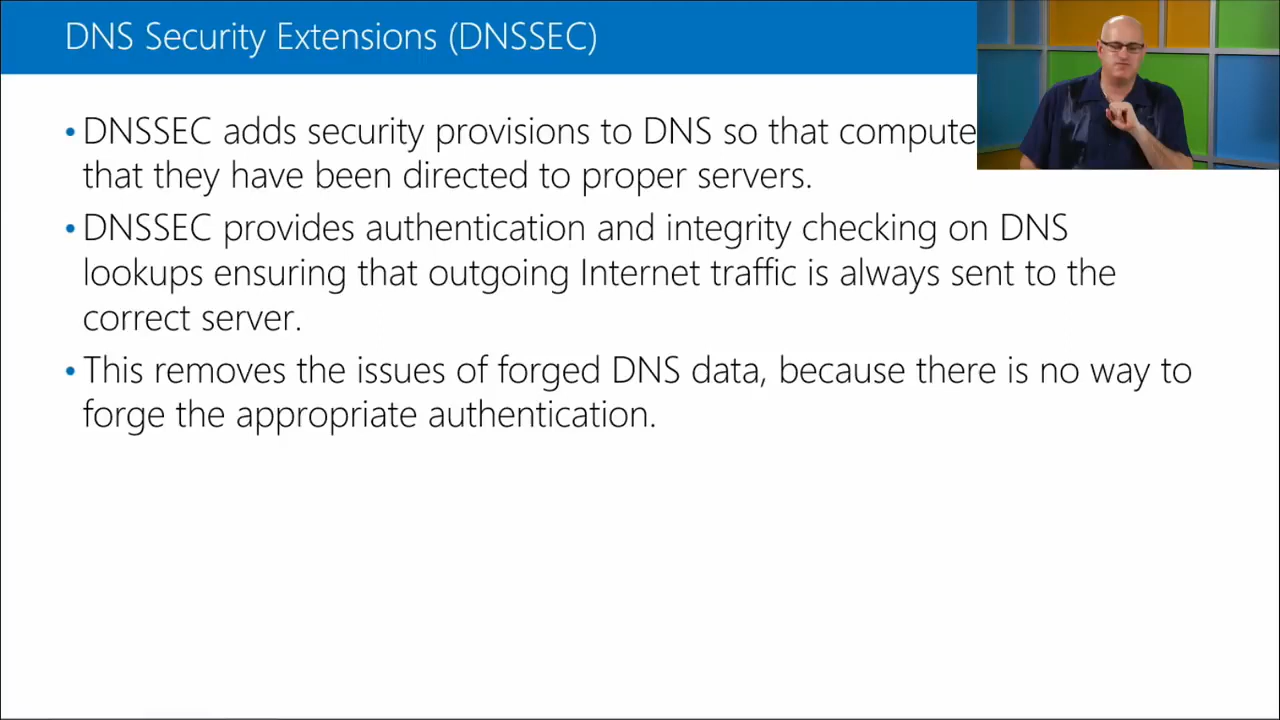 DNS Security Extensions (DNSSEC)
• DNSSEC adds security provisions to DNS so that compute
that they have been directed to proper servers.
• DNSSEC provides authentication and integrity checking on DNS
lookups ensuring that outgoing Internet traffic is always sent to the
correct server.
• This removes the issues of forged DNS data, because there is no way to
forge the appropriate authentication.